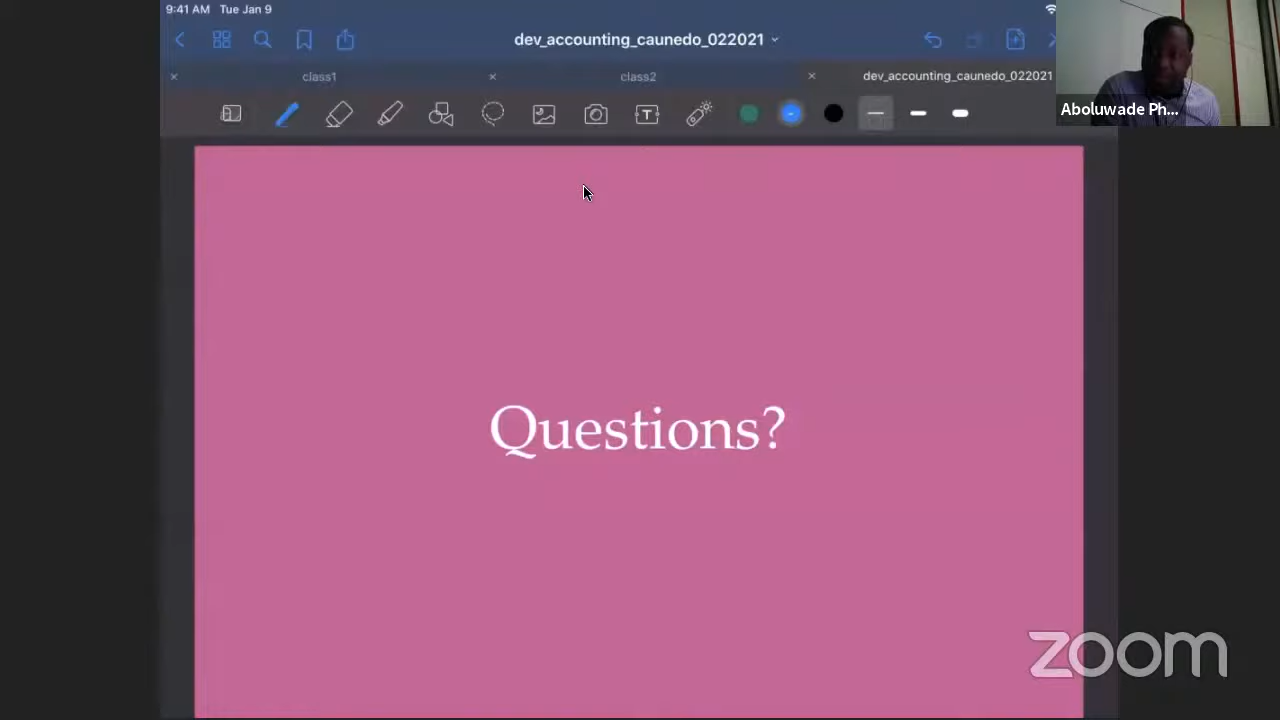 9:41 AM Tue Jan 9
dev_accounting_caunedo_022021
class1
class2
dev_accounting_caunedo_022021
T
Aboluwade Ph...
Questions?
zoom